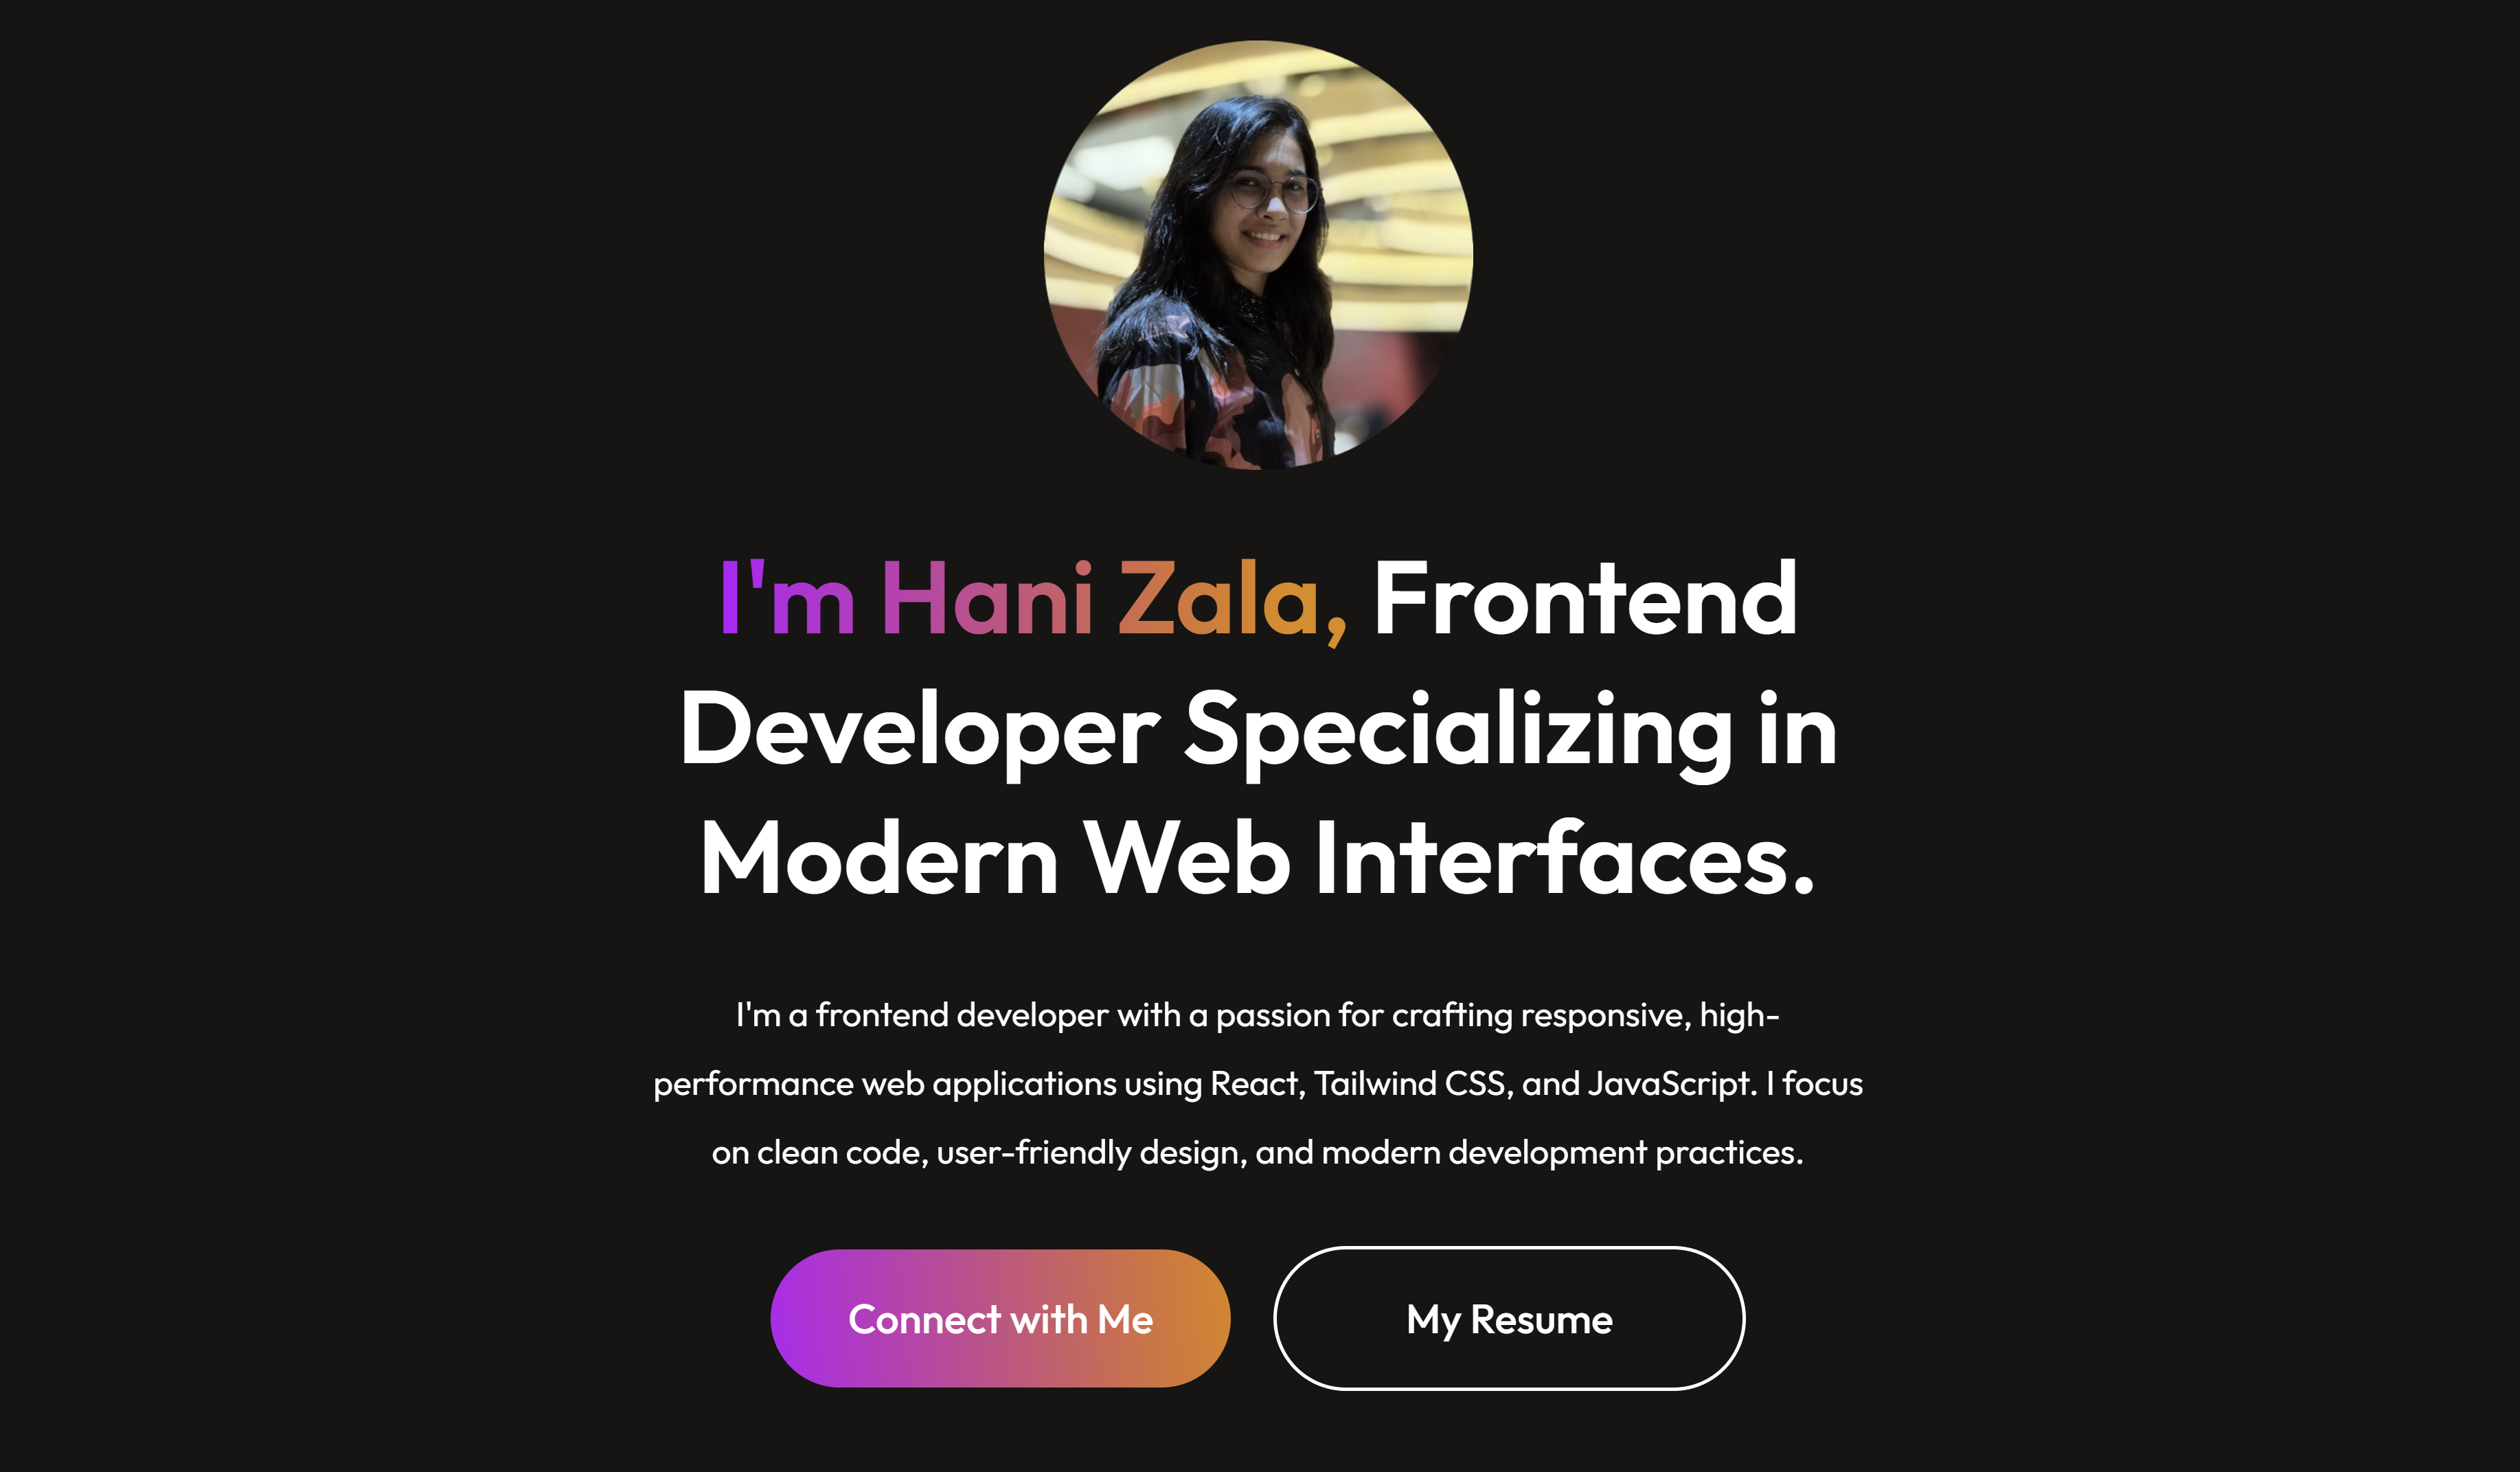 I'm Hani Zala, Frontend
Developer Specializing in
Modern Web Interfaces.
I'm a frontend developer with a passion for crafting responsive, high-
performance web applications using React, Tailwind CSS, and JavaScript. I focus
on clean code, user-friendly design, and modern development practices.
Connect with Me
My Resume